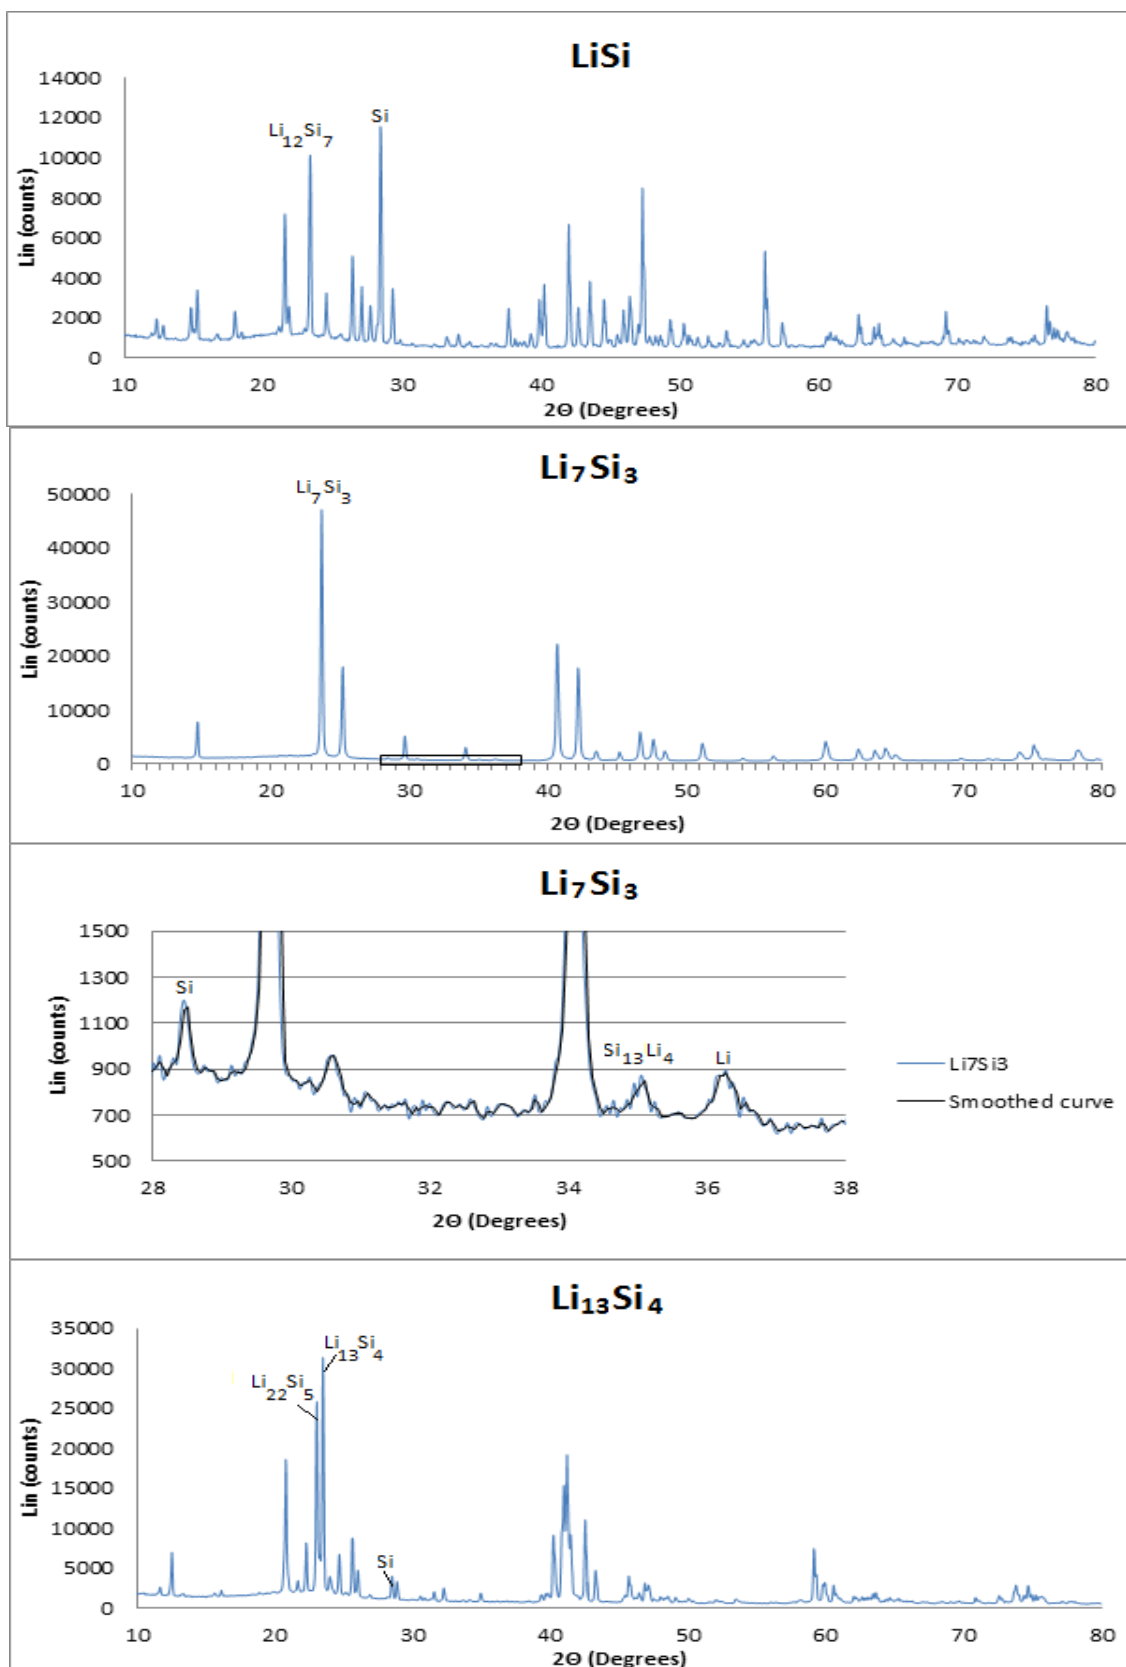 LiSi
14000
12000
10000
8000
6000
4000
2000
0
Lin (counts)
Li₁₂Si₇
Si
10 20 30 40 50 60 70 80
2Θ (Degrees)
Li₇Si₃
50000
40000
30000
20000
10000
0
Lin (counts)
Li₇Si₃
10 20 30 40 50 60 70 80
2Θ (Degrees)
Li₇Si₃
1500
1300
1100
900
700
500
Lin (counts)
Si
Si₁₃Li₄
Li
Li7Si3
Smoothed curve
28 30 32 34 36 38
2Θ (Degrees)
Li₁₃Si₄
35000
30000
25000
20000
15000
10000
5000
0
Lin (counts)
Li₁₃Si₄
Li₂₂Si₅
Si
10 20 30 40 50 60 70 80
2Θ (Degrees)